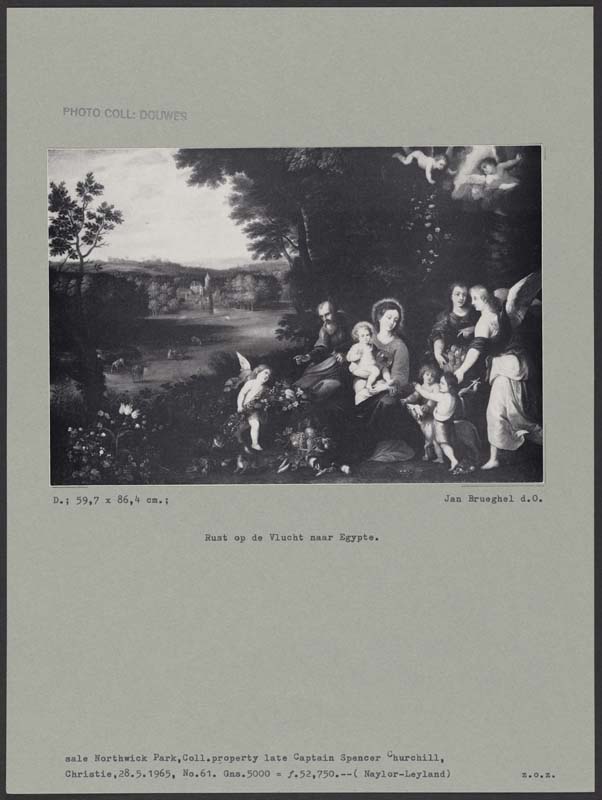 PHOTO COLL: DOUWES
D.; 59,7 x 86,4 cm.;
Jan Brueghel d.O.
Rust op de Vlucht naar Egypte.
sale Northwick Park,Coll.property late Captain Spencer Churchill,
Christie,28.5.1965, No.61. Gns.5000 = ƒ.52,750.--( Naylor-Leyland)
z.o.z.